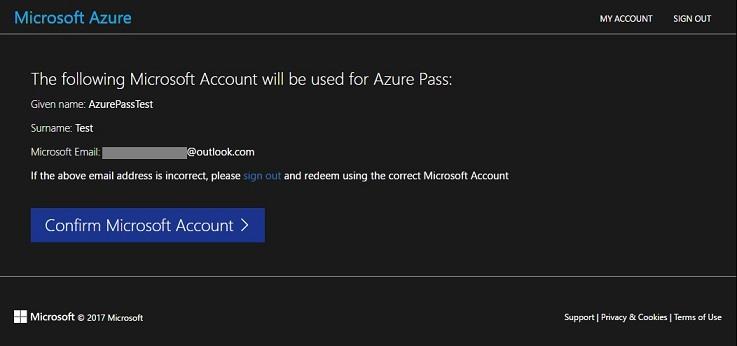 Microsoft Azure
MY ACCOUNT
SIGN OUT
The following Microsoft Account will be used for Azure Pass:
Given name: AzurePassTest
Surname: Test
Microsoft Email: @outlook.com
If the above email address is incorrect, please sign out and redeem using the correct Microsoft Account
Confirm Microsoft Account >
Microsoft © 2017 Microsoft
Support | Privacy & Cookies | Terms of Use